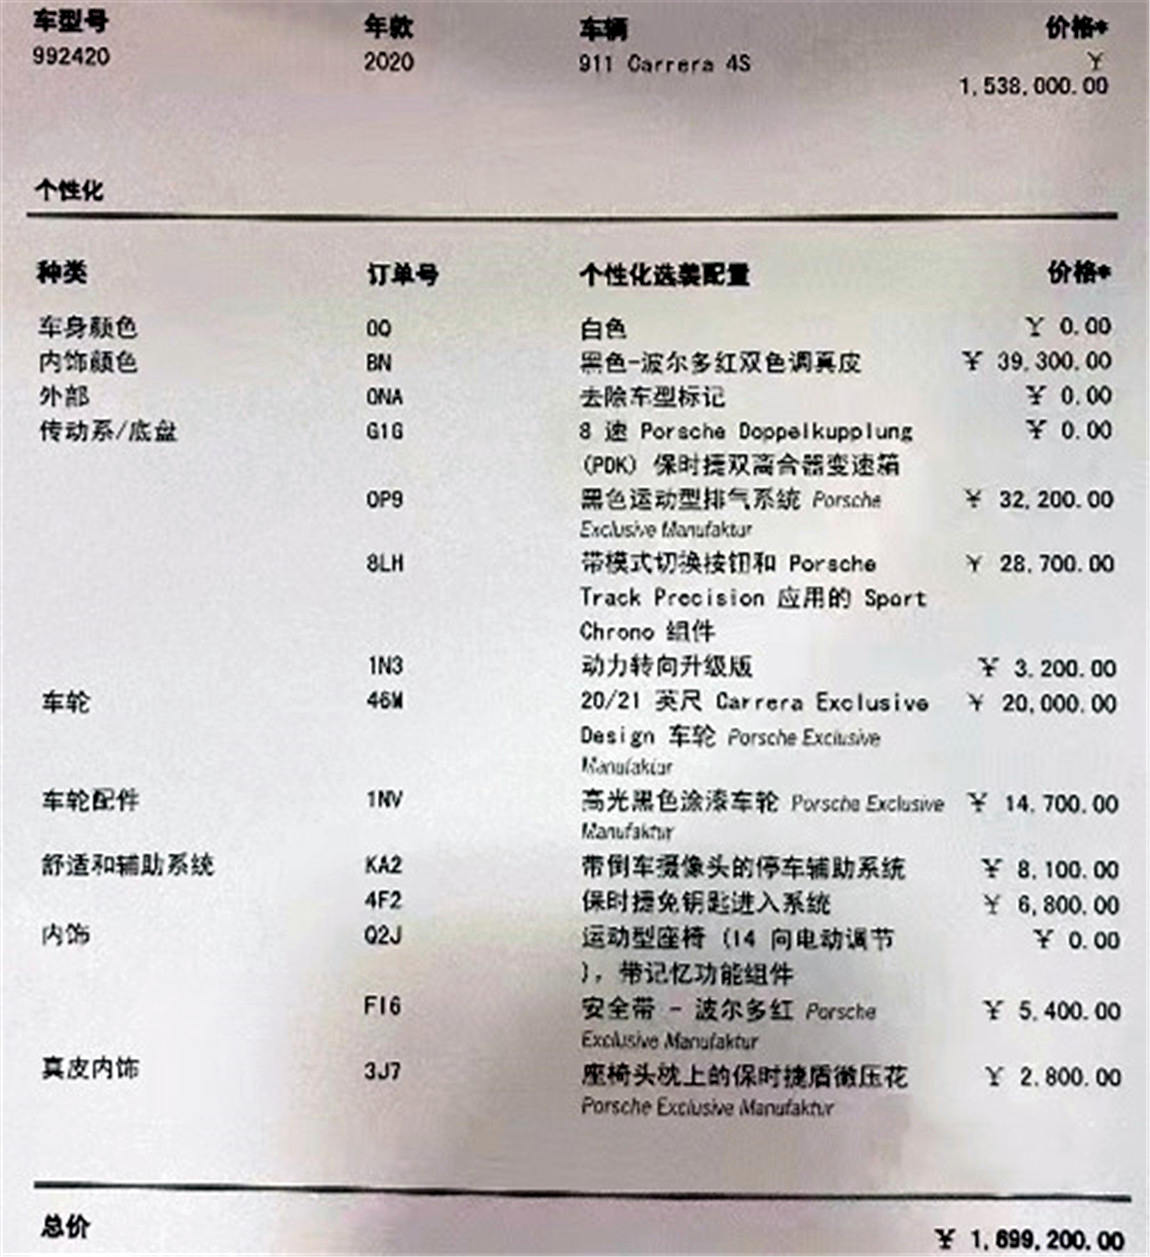 车型号 年款 车辆 价格*
992420 2020 911 Carrera 4S ¥
1,538,000.00
个性化
种类 订单号 个性化选装配置 价格*
车身颜色 0Q 白色 ¥ 0.00
内饰颜色 BN 黑色-波尔多红双色调真皮 ¥ 39,300.00
外部 0NA 去除车型标记 ¥ 0.00
传动系/底盘 G1G 8 速 Porsche Doppelkupplung ¥ 0.00
(PDK) 保时捷双离合器变速箱
0P9 黑色运动型排气系统 Porsche ¥ 32,200.00
Exclusive Manufaktur
8LH 带模式切换按钮和 Porsche ¥ 28,700.00
Track Precision 应用的 Sport
Chrono 组件
1N3 动力转向升级版 ¥ 3,200.00
车轮 46M 20/21 英尺 Carrera Exclusive ¥ 20,000.00
Design 车轮 Porsche Exclusive
Manufaktur
车轮配件 1NV 高光黑色涂漆车轮 Porsche Exclusive ¥ 14,700.00
Manufaktur
舒适和辅助系统 KA2 带倒车摄像头的停车辅助系统 ¥ 8,100.00
4F2 保时捷免钥匙进入系统 ¥ 6,800.00
内饰 Q2J 运动型座椅 (14 向电动调节 ¥ 0.00
), 带记忆功能组件
FI6 安全带 - 波尔多红 Porsche ¥ 5,400.00
Exclusive Manufaktur
真皮内饰 3J7 座椅头枕上的保时捷盾徽压花 ¥ 2,800.00
Porsche Exclusive Manufaktur
总价 ¥ 1,699,200.00